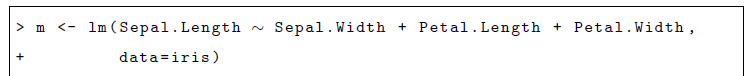 > m <- lm(Sepal.Length ~ Sepal.Width + Petal.Length + Petal.Width,
+         data=iris)